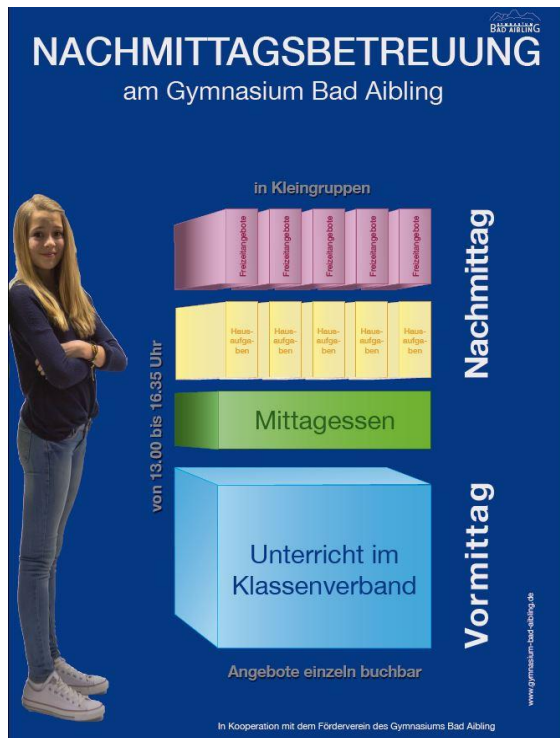 GYMNASIUM
BAD AIBLING
NACHMITTAGSBETREUUNG
am Gymnasium Bad Aibling
in Kleingruppen
Freizeitangebote
Freizeitangebote
Freizeitangebote
Freizeitangebote
Freizeitangebote
Haus-
aufga-
ben
Haus-
aufga-
ben
Haus-
aufga-
ben
Haus-
aufga-
ben
Haus-
aufga-
ben
Mittagessen
Nachmittag
von 13.00 bis 16.35 Uhr
Unterricht im
Klassenverband
Vormittag
Angebote einzeln buchbar
www.gymnasium-bad-aibling.de
In Kooperation mit dem Förderverein des Gymnasiums Bad Aibling